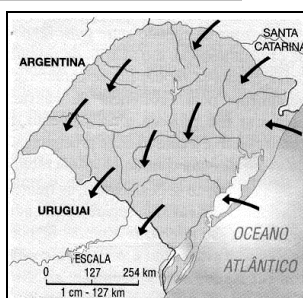 SANTA
CATARINA
ARGENTINA
URUGUAI
OCEANO
ATLÂNTICO
ESCALA
0 127 254 km
1 cm - 127 km